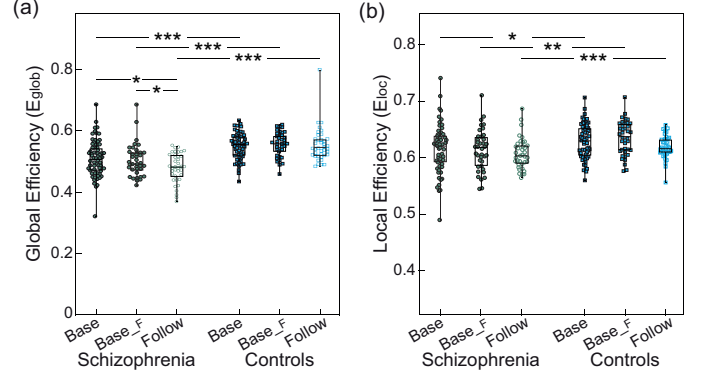 (a)
Global Efficiency (Eglob)
0.8
0.6
0.4
0.2
0
***
***
***
*
*
Base
Base_F
Follow
Base
Base_F
Follow
Schizophrenia
Controls
(b)
Local Efficiency (Eloc)
0.8
0.7
0.6
0.5
0.4
*
**
***
Base
Base_F
Follow
Base
Base_F
Follow
Schizophrenia
Controls